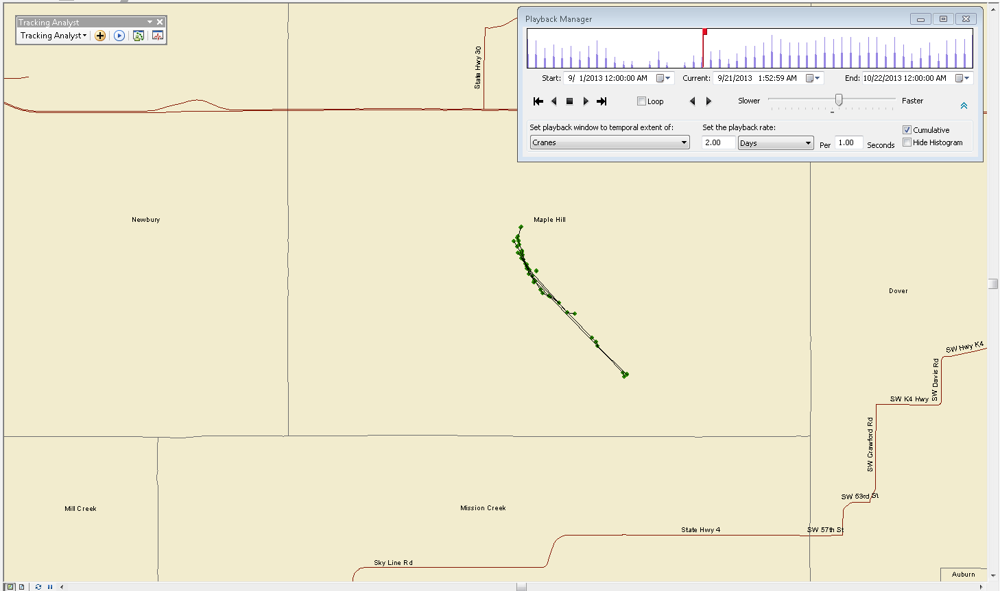 Tracking Analyst
Tracking Analyst
Playback Manager
Start: 9/ 1/2013 12:00:00 AM Current: 9/21/2013 1:52:59 AM End: 10/22/2013 12:00:00 AM
Loop Slower Faster
Set playback window to temporal extent of: Set the playback rate:
Cranes 2.00 Days Per 1.00 Seconds
Cumulative
Hide Histogram
State Hwy 30
Newbury
Maple Hill
Dover
SW Hwy K4
SW Davis Rd
SW K4 Hwy
SW Crawford Rd
SW 53rd St
Mill Creek
Mission Creek
State Hwy 4
SW 57th St
Sky Line Rd
Auburn